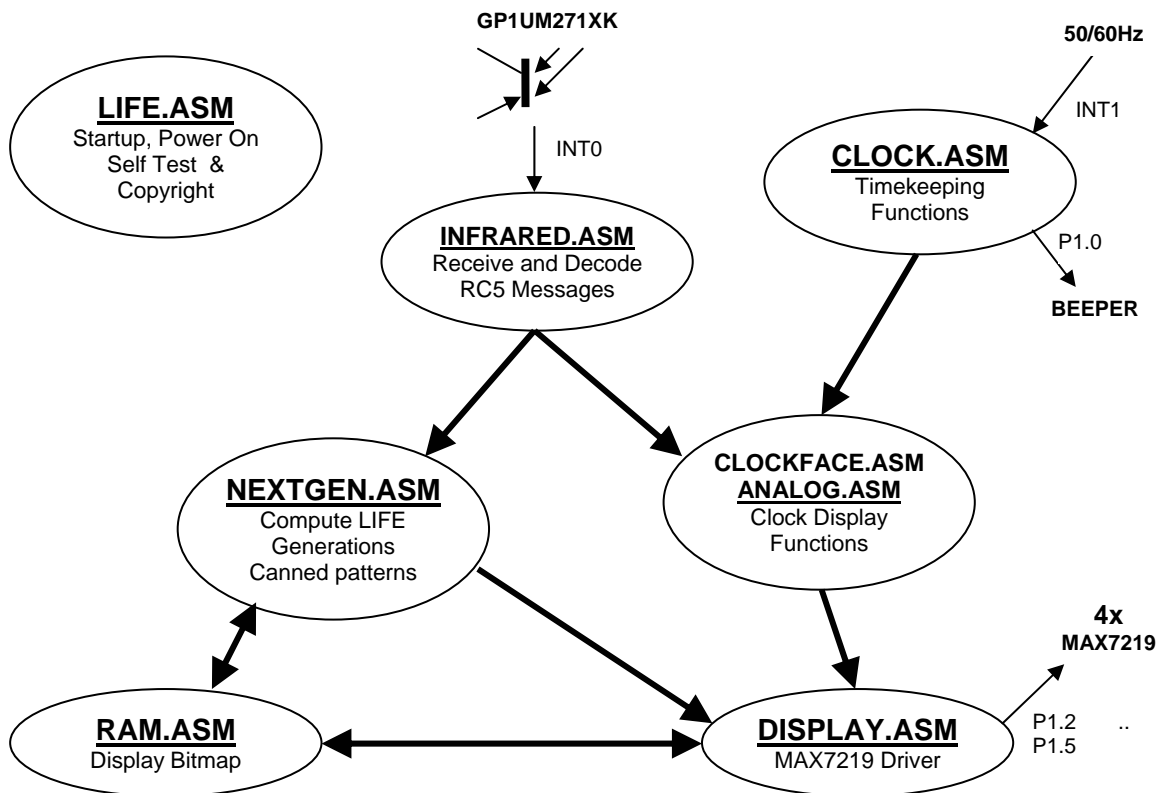 GP1UM271XK
50/60Hz
LIFE.ASM
Startup, Power On
Self Test &
Copyright
INT1
INT0
CLOCK.ASM
Timekeeping
Functions
INFRARED.ASM
Receive and Decode
RC5 Messages
P1.0
BEEPER
NEXTGEN.ASM
Compute LIFE
Generations
Canned patterns
CLOCKFACE.ASM
ANALOG.ASM
Clock Display
Functions
4x
MAX7219
RAM.ASM
Display Bitmap
DISPLAY.ASM
MAX7219 Driver
P1.2 ..
P1.5